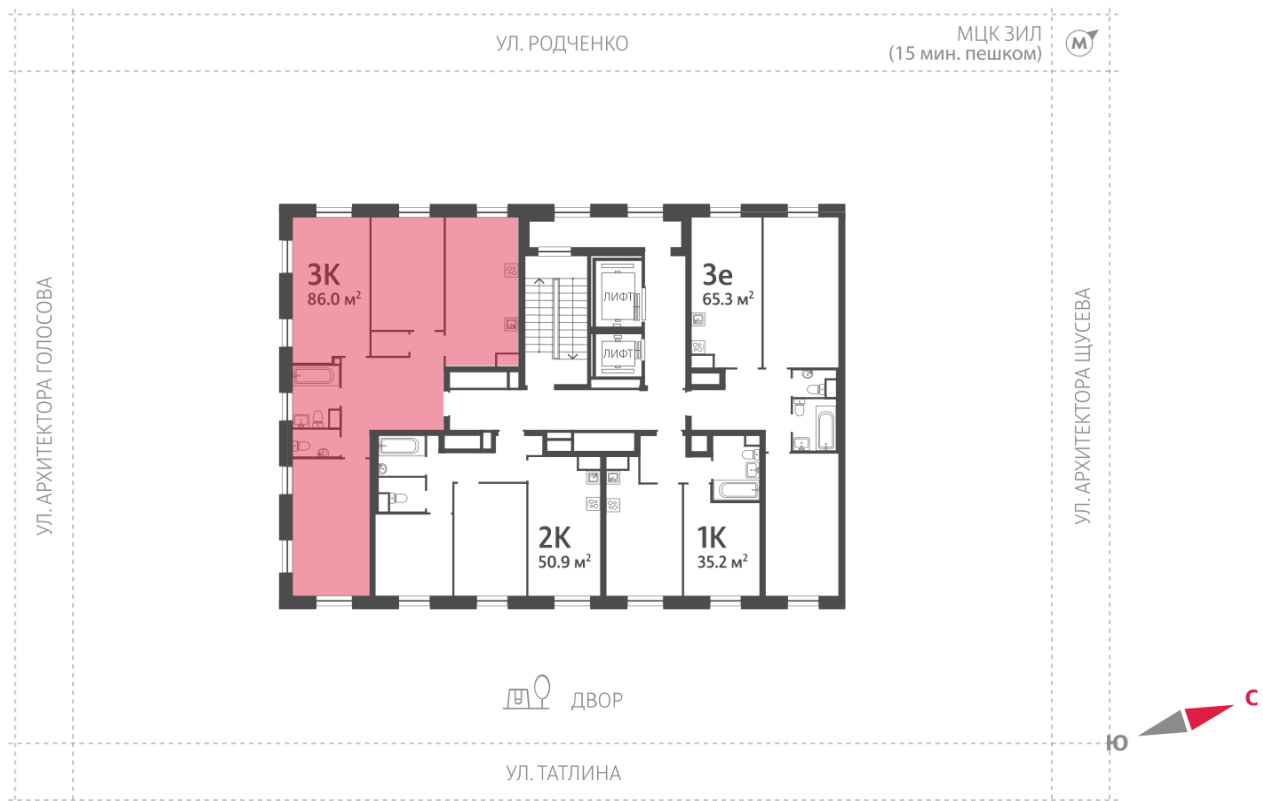 УЛ. РОДЧЕНКО
МЦК ЗИЛ
(15 мин. пешком)
М
УЛ. АРХИТЕКТОРА ГОЛОСОВА
3К
86.0 м²
ЛИФТ
ЛИФТ
3е
65.3 м²
УЛ. АРХИТЕКТОРА ЩУСЕВА
2К
50.9 м²
1К
35.2 м²
ДВОР
С
Ю
УЛ. ТАТЛИНА